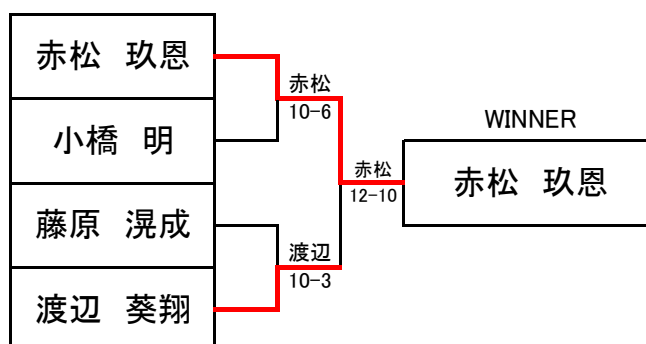 赤松　玖恩
小橋　明
藤原　滉成
渡辺　葵翔
赤松
10-6
渡辺
10-3
赤松
12-10
WINNER
赤松　玖恩